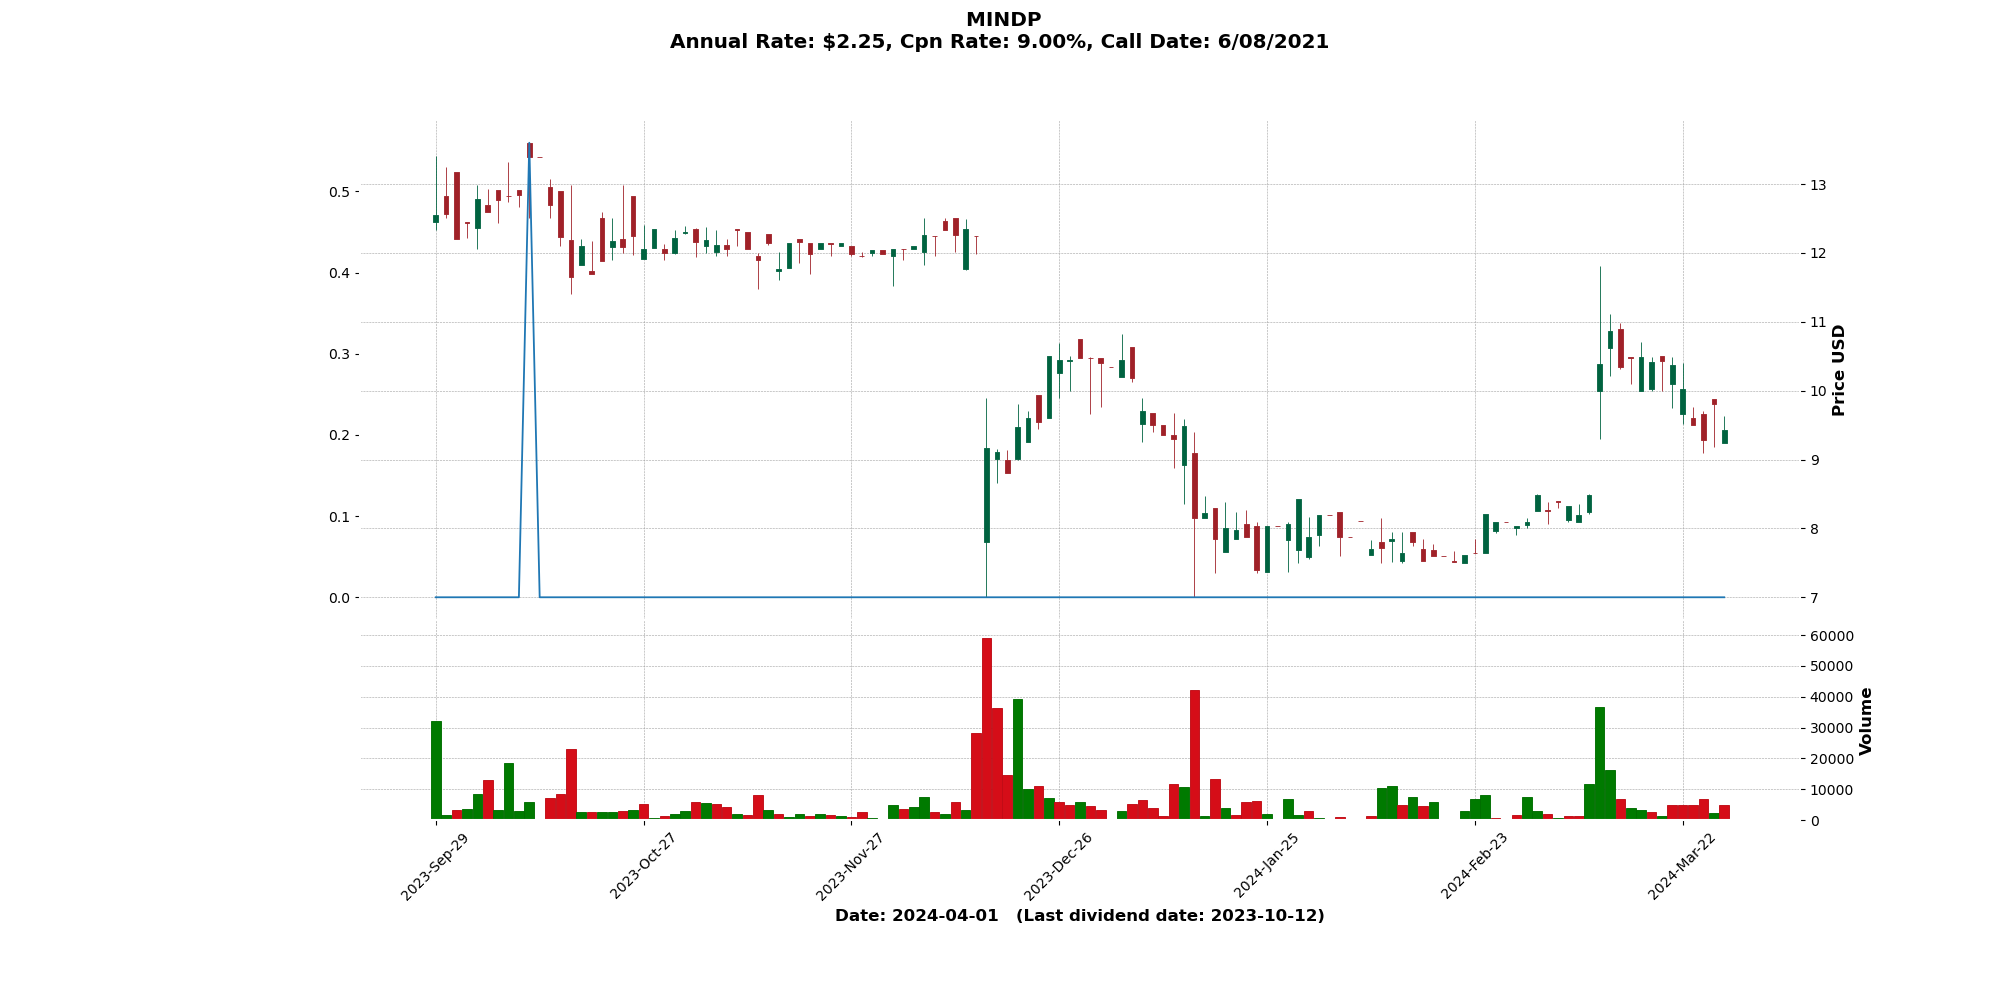 MINDP
Annual Rate: $2.25, Cpn Rate: 9.00%, Call Date: 6/08/2021
0.5
0.4
0.3
0.2
0.1
0.0
13
12
11
10
9
8
7
Price USD
60000
50000
40000
30000
20000
10000
0
Volume
2023-Sep-29
2023-Oct-27
2023-Nov-27
2023-Dec-26
2024-Jan-25
2024-Feb-23
2024-Mar-22
Date: 2024-04-01 (Last dividend date: 2023-10-12)